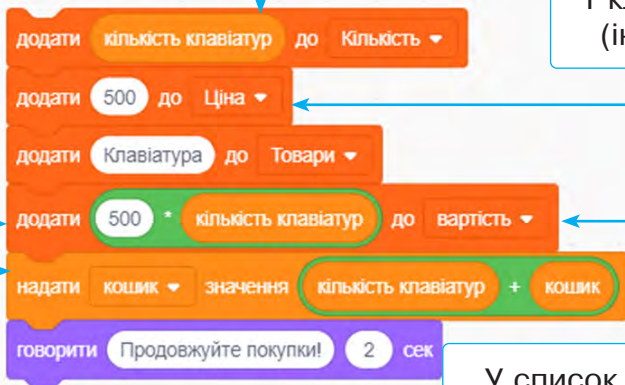 додати кількість клавіатур до Кількість
(ін
додати 500 до Ціна
додати Клавіатура до Товари
додати 500 * кількість клавіатур до вартість
надати кошик значення кількість клавіатур + кошик
говорити Продовжуйте покупки! 2 сек
У список